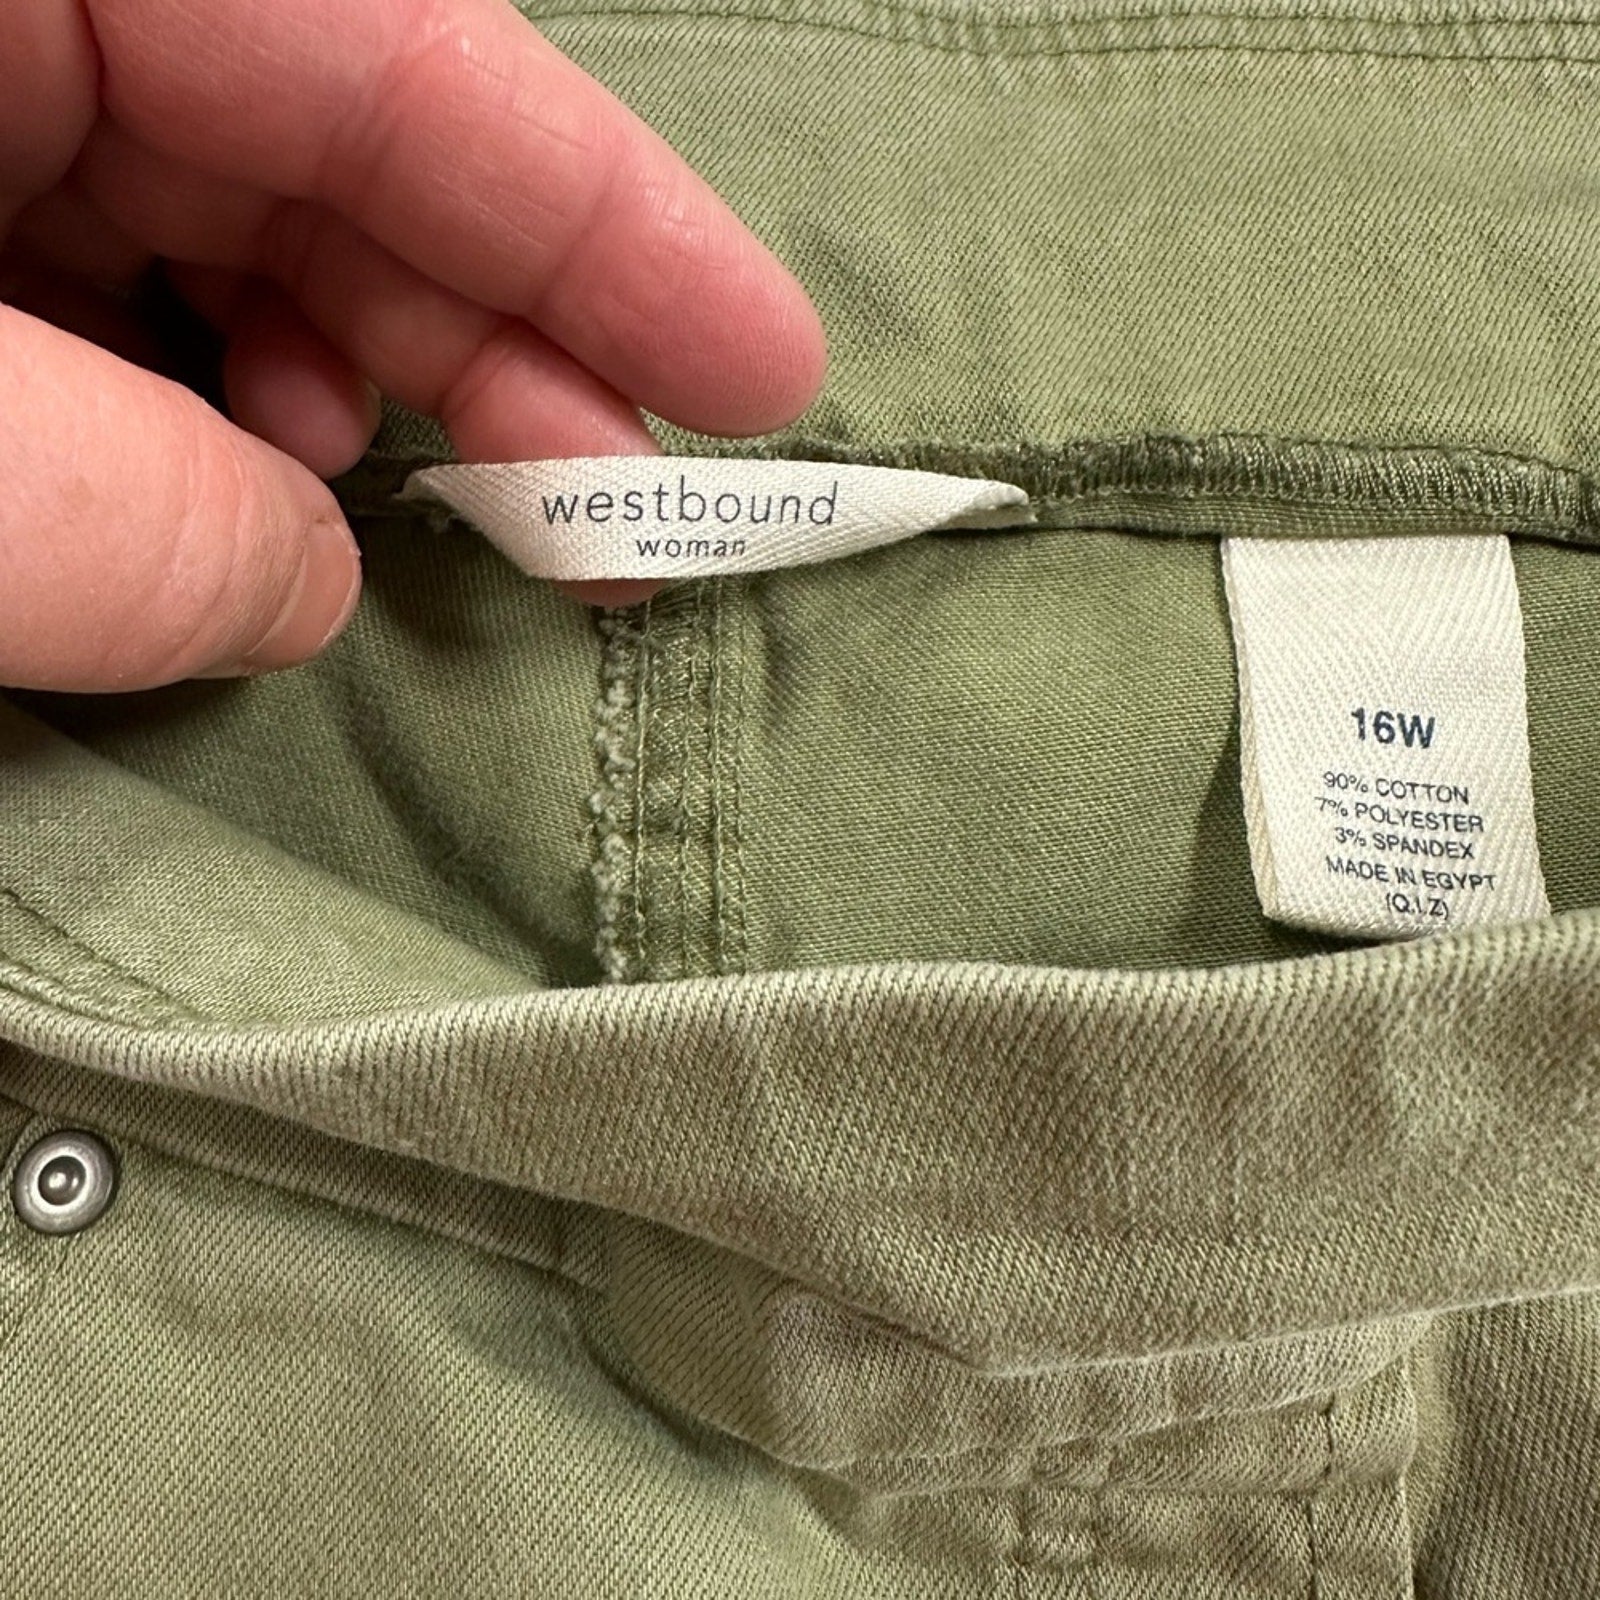 westbound
woman
16W
90% COTTON
7% POLYESTER
3% SPANDEX
MADE IN EGYPT
(Q.I.Z)